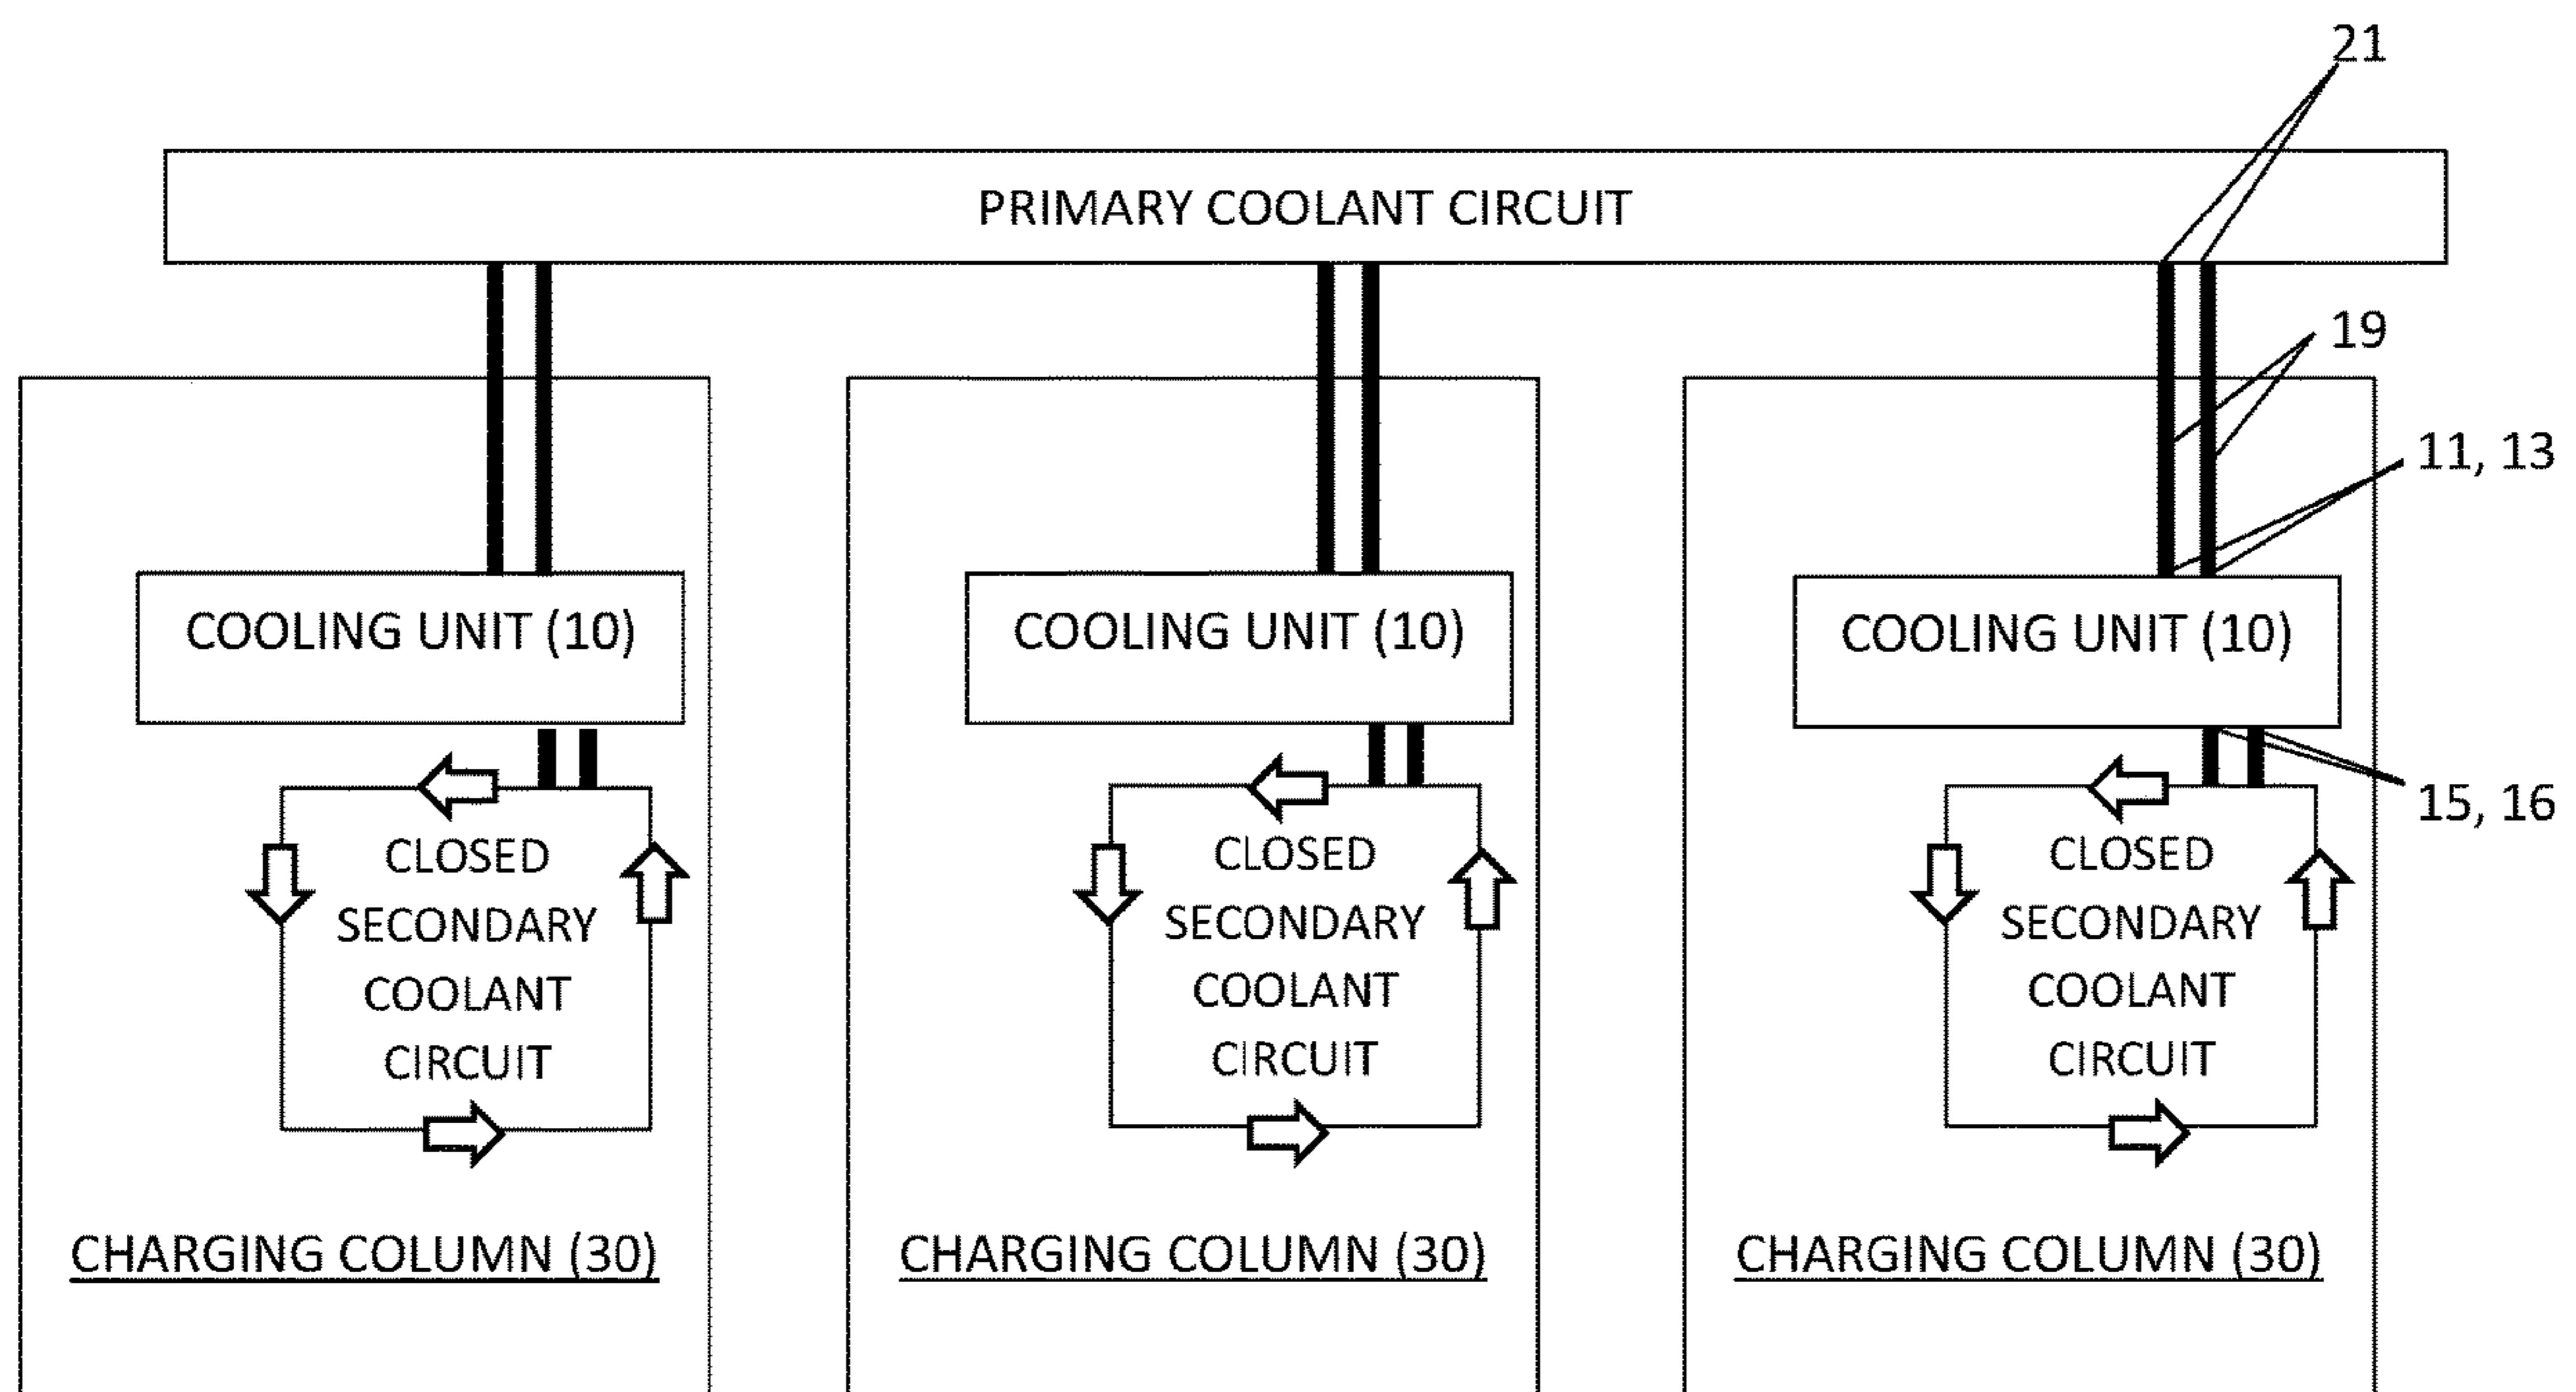 21
PRIMARY COOLANT CIRCUIT
19
11, 13
COOLING UNIT (10)
COOLING UNIT (10)
COOLING UNIT (10)
15, 16
CLOSED
SECONDARY
COOLANT
CIRCUIT
CLOSED
SECONDARY
COOLANT
CIRCUIT
CLOSED
SECONDARY
COOLANT
CIRCUIT
CHARGING COLUMN (30)
CHARGING COLUMN (30)
CHARGING COLUMN (30)